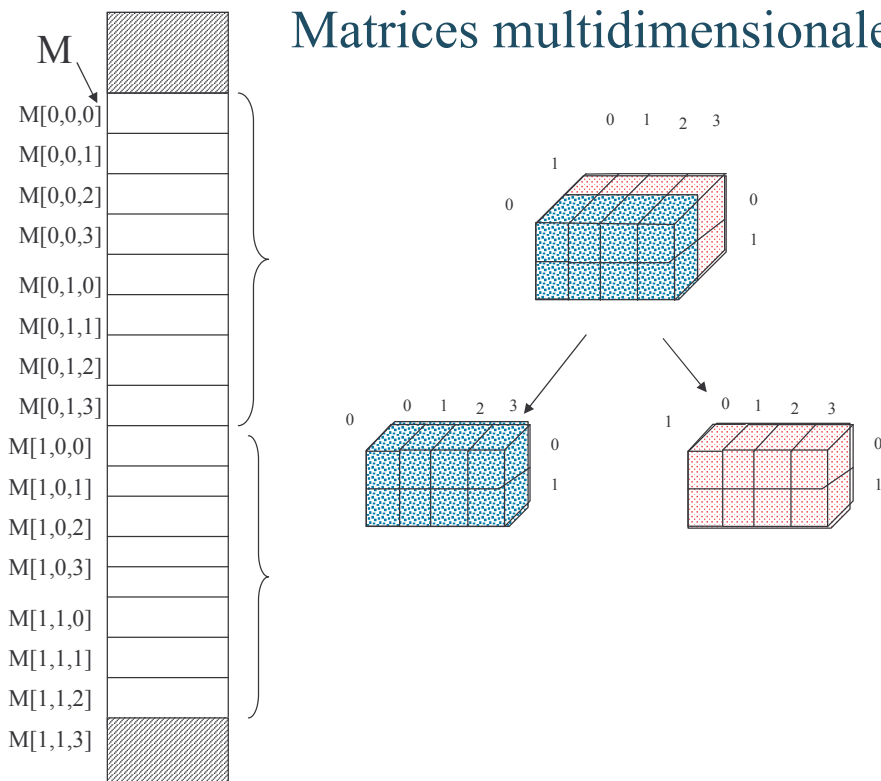 Matrices multidimensionale
M
M[0,0,0]
M[0,0,1]
M[0,0,2]
M[0,0,3]
M[0,1,0]
M[0,1,1]
M[0,1,2]
M[0,1,3]
M[1,0,0]
M[1,0,1]
M[1,0,2]
M[1,0,3]
M[1,1,0]
M[1,1,1]
M[1,1,2]
M[1,1,3]
0 1 2 3
1
0
0
1
0
0 1 2 3
0
1
1
0 1 2 3
0
1